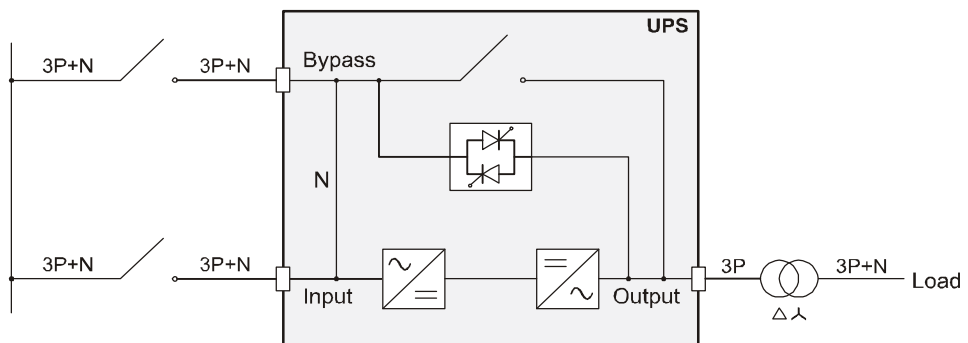 UPS
Bypass
3P+N
3P+N
N
3P+N
3P+N
Input
Output
3P
3P+N
Load